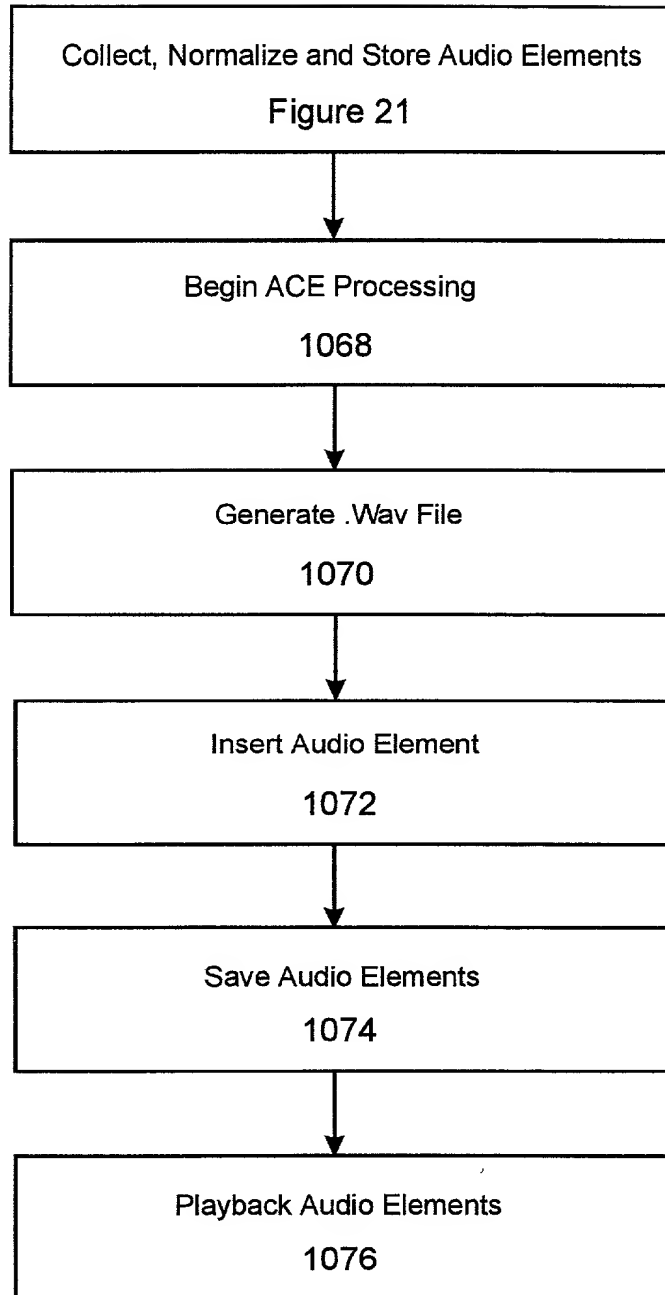 Collect, Normalize and Store Audio Elements
Figure 21
Begin ACE Processing
1068
Generate .Wav File
1070
Insert Audio Element
1072
Save Audio Elements
1074
Playback Audio Elements
1076